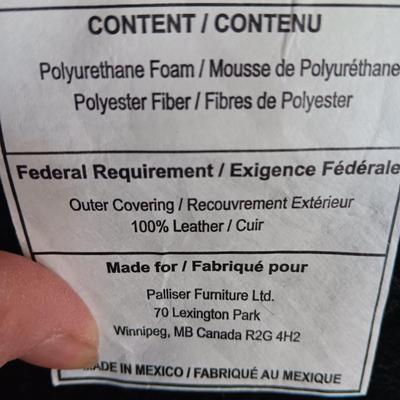 CONTENT / CONTENU
Polyurethane Foam / Mousse de Polyuréthane
Polyester Fiber / Fibres de Polyester
Federal Requirement / Exigence Fédérale
Outer Covering / Recouvrement Extérieur
100% Leather / Cuir
Made for / Fabriqué pour
Palliser Furniture Ltd.
70 Lexington Park
Winnipeg, MB Canada R2G 4H2
MADE IN MEXICO / FABRIQUÉ AU MEXIQUE